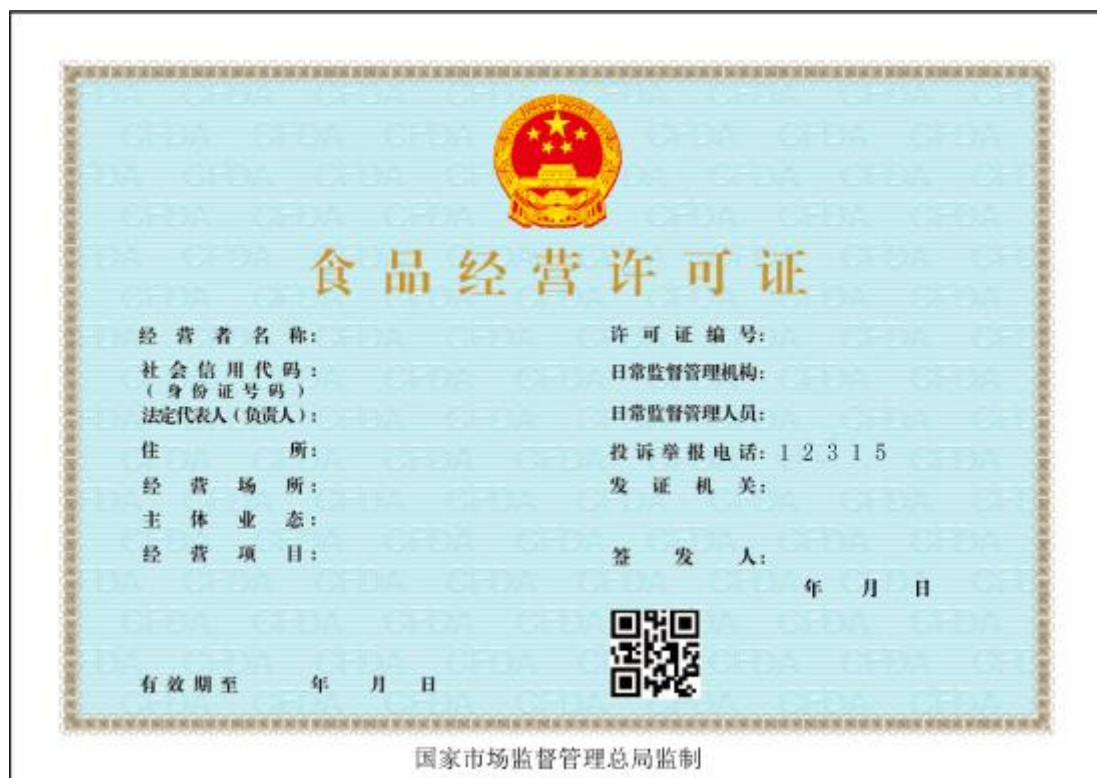 食品经营许可证
经营者名称：
社会信用代码：
（身份证号码）
法定代表人（负责人）：
住所：
经营场所：
主体业态：
经营项目：
有效期至 年 月 日
许可证编号：
日常监督管理机构：
日常监督管理人员：
投诉举报电话：12315
发证机关：
签发人：
年 月 日
国家市场监督管理总局监制